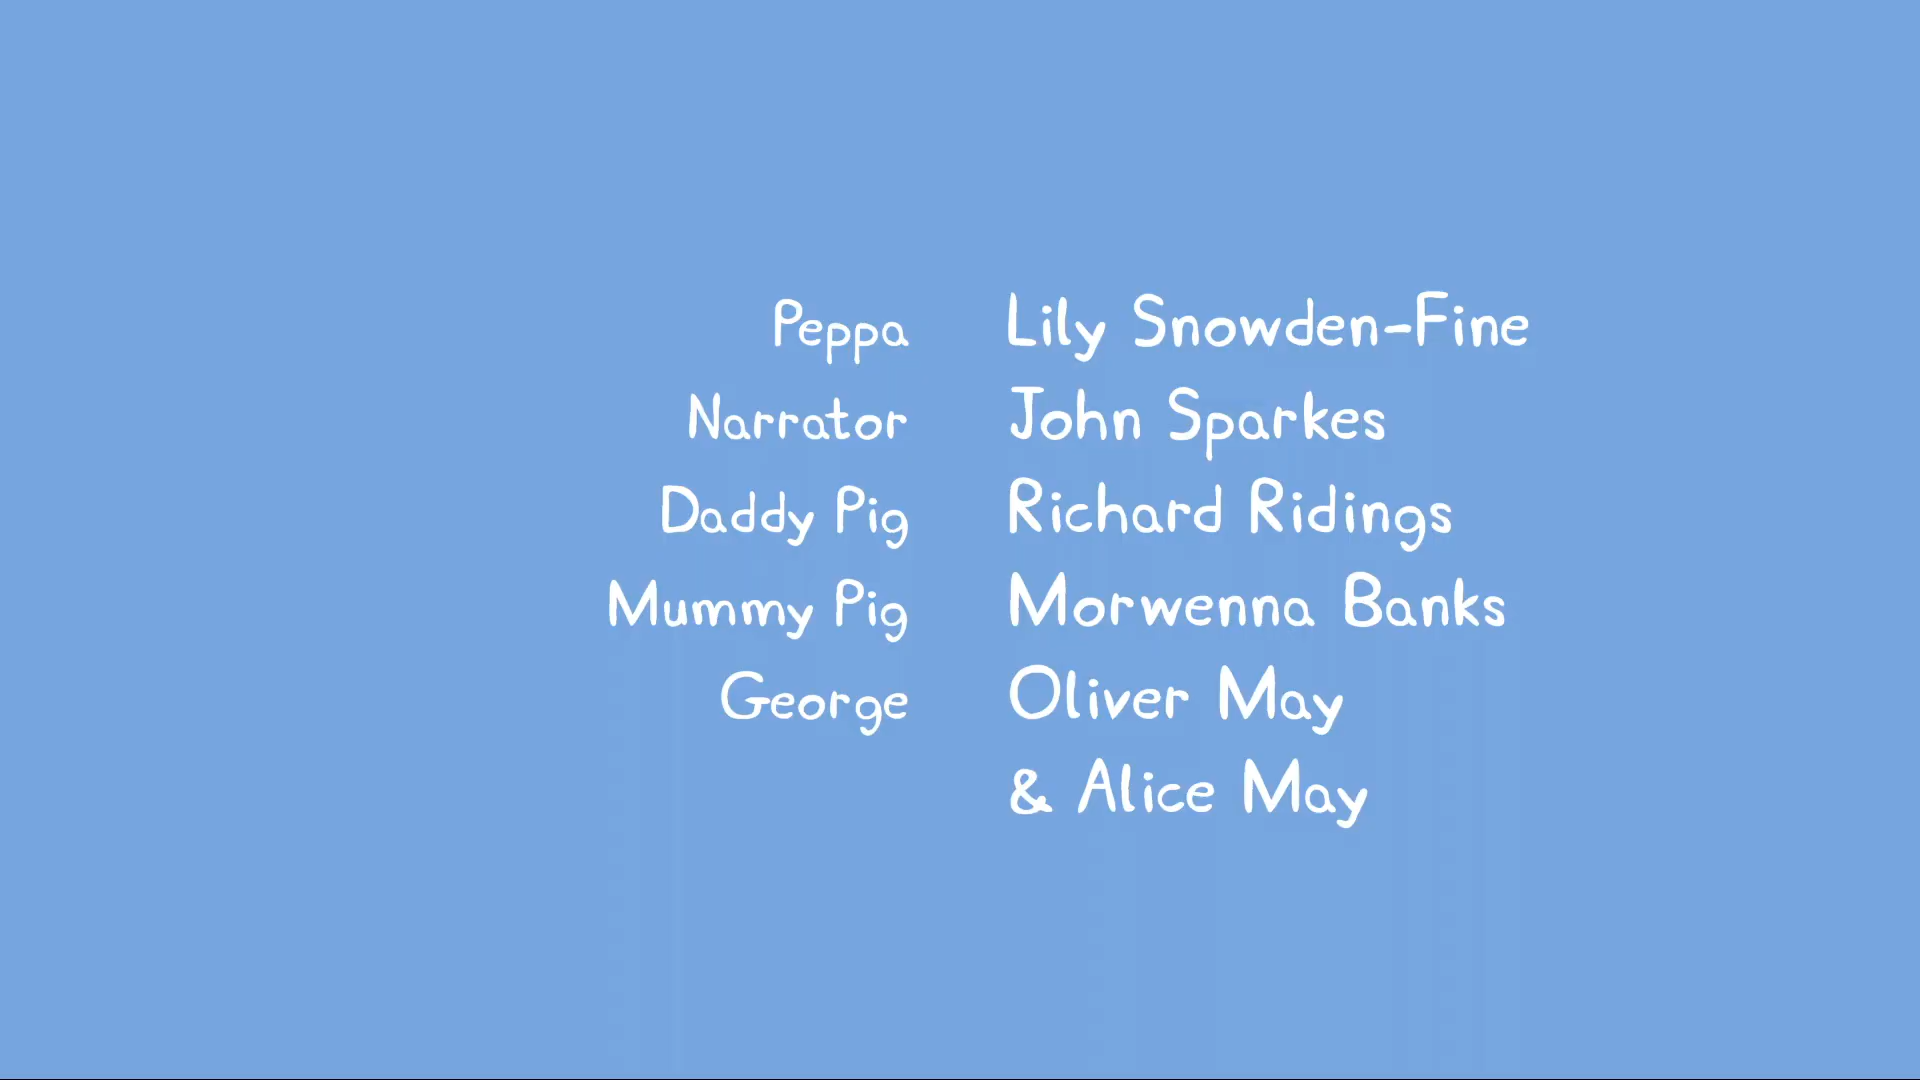 Peppa Lily Snowden-Fine
Narrator John Sparkes
Daddy Pig Richard Ridings
Mummy Pig Morwenna Banks
George Oliver May
& Alice May